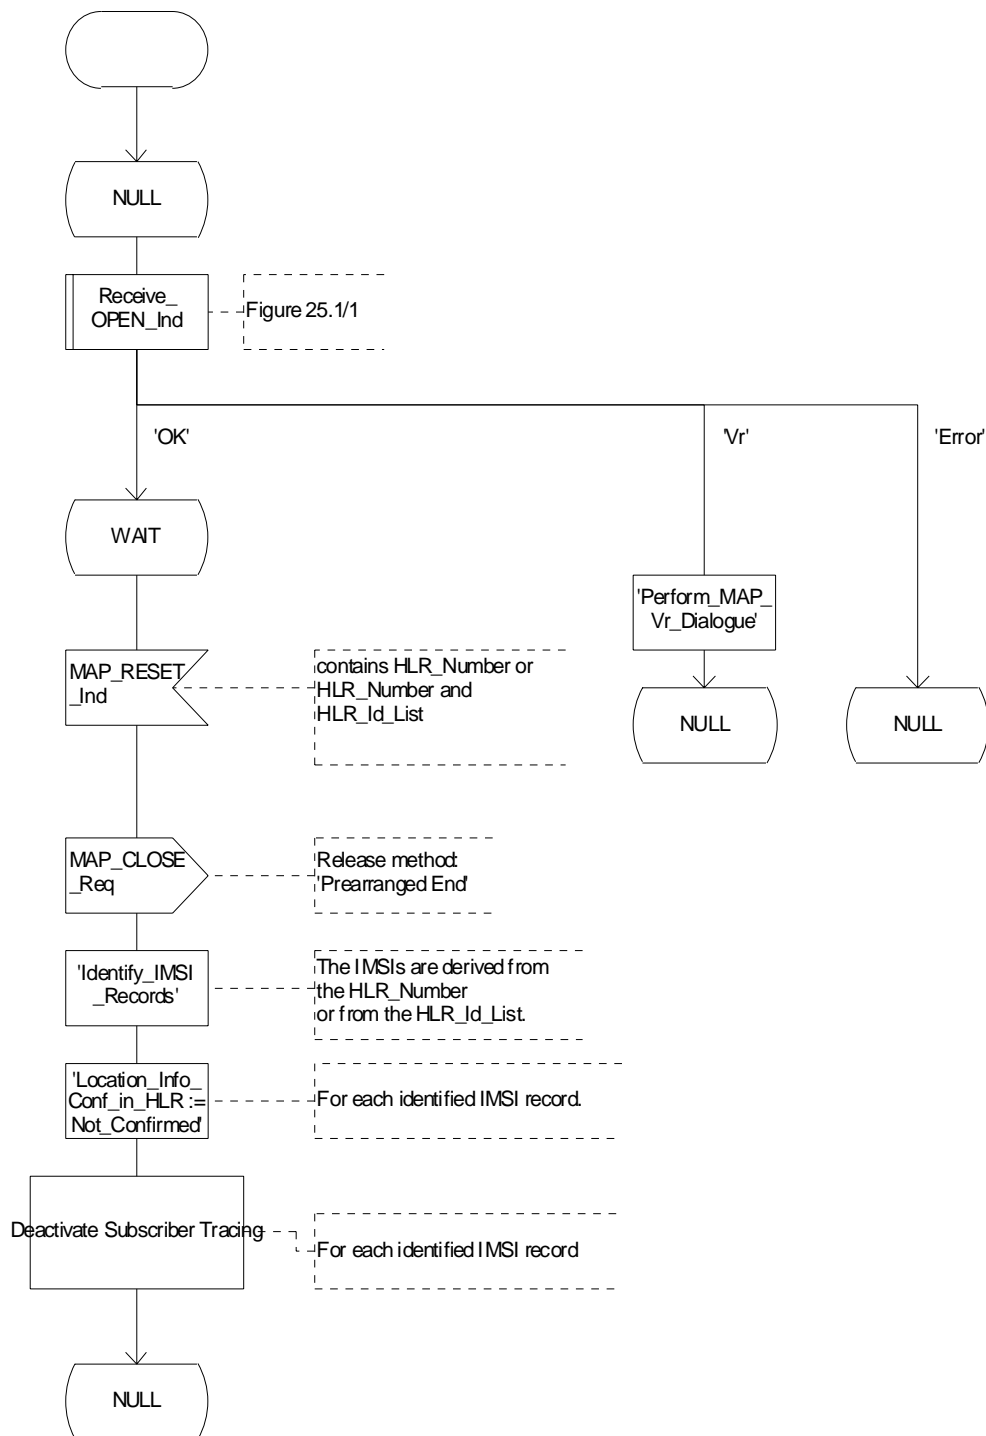 NULL
Receive_
OPEN_Ind
Figure 25.1/1
'OK'
'Vr'
'Error'
WAIT
'Perform_MAP_
Vr_Dialogue'
MAP_RESET
_Ind
contains HLR_Number or
HLR_Number and
HLR_Id_List
NULL
NULL
MAP_CLOSE
_Req
Release method:
'Prearranged End'
'Identify_IMSI
_Records'
The IMSIs are derived from
the HLR_Number
or from the HLR_Id_List.
'Location_Info_
Conf_in_HLR :=
Not_Confirmed'
For each identified IMSI record.
Deactivate Subscriber Tracing
For each identified IMSI record
NULL